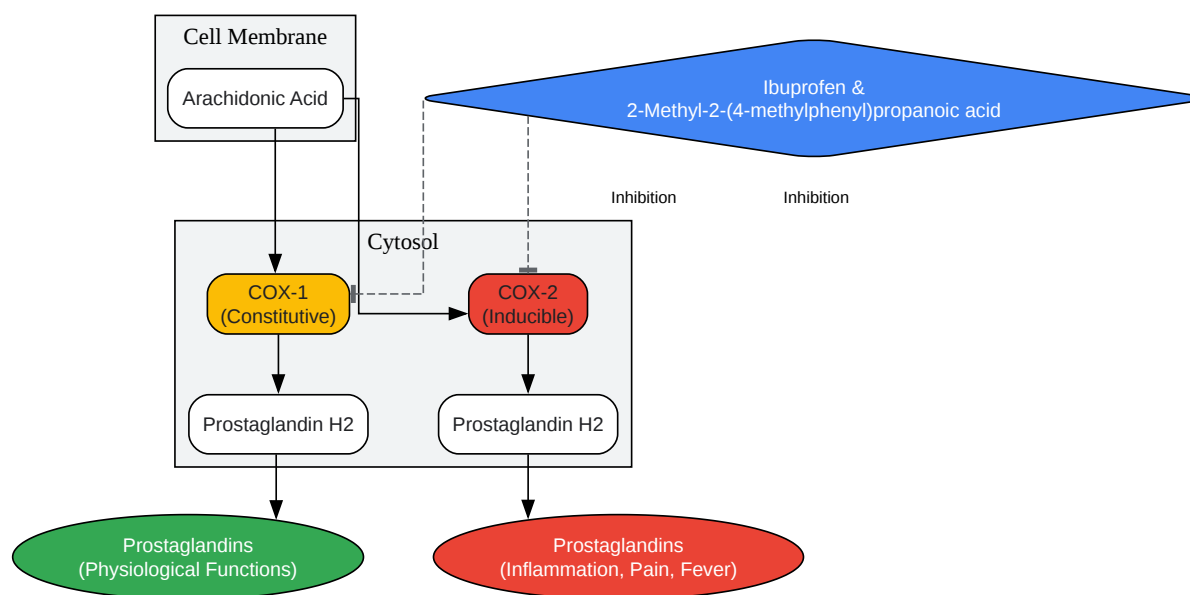 Cell Membrane
Arachidonic Acid
Ibuprofen &
2-Methyl-2-(4-methylphenyl)propanoic acid
Inhibition
Inhibition
Cytosol
COX-1
(Constitutive)
COX-2
(Inducible)
Prostaglandin H2
Prostaglandin H2
Prostaglandins
(Physiological Functions)
Prostaglandins
(Inflammation, Pain, Fever)